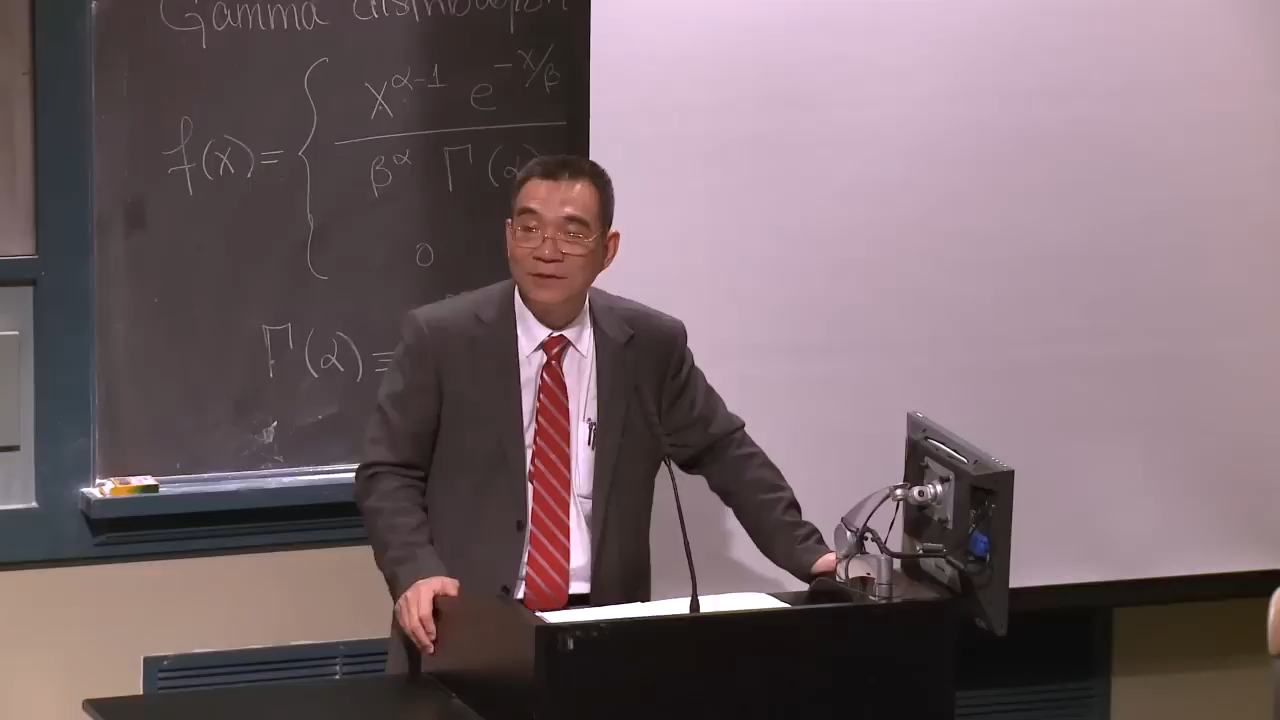 Gamma distribution
x^{α-1} e^{-x/β}
f(x) = {
β^α Γ(α
0
Γ(α) ≡